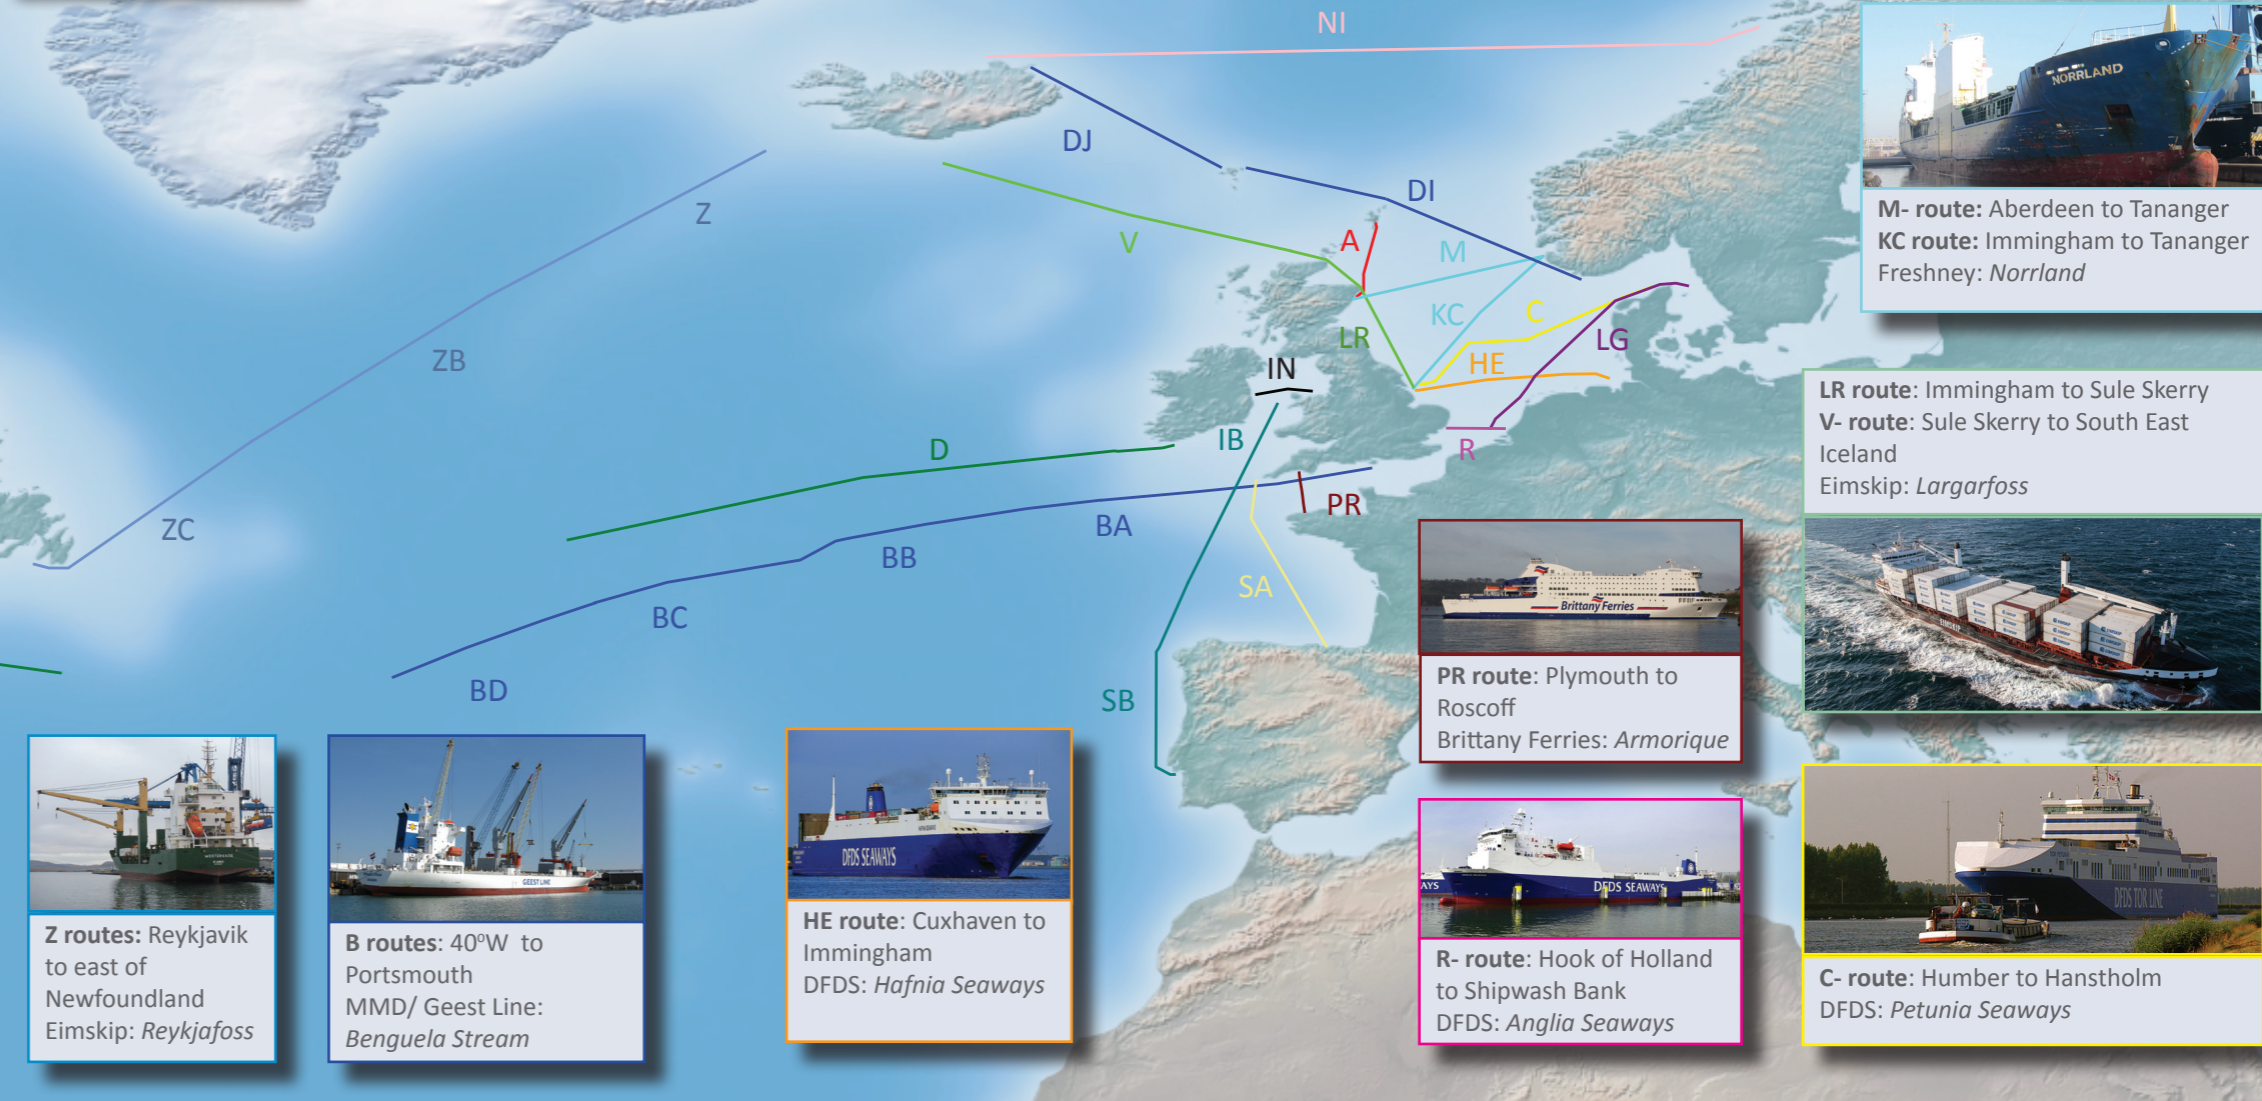 NI
DJ
DI
Z
V
A
M
ZB
KC
C
LR
LG
HE
IN
D
IB
R
ZC
BA
PR
BB
SA
BC
BD
SB
NORRLAND
M- route: Aberdeen to Tananger
KC route: Immingham to Tananger
Freshney: Norrland
LR route: Immingham to Sule Skerry
V- route: Sule Skerry to South East
Iceland
Eimskip: Largarfoss
Brittany Ferries
PR route: Plymouth to
Roscoff
Brittany Ferries: Armorique
Z routes: Reykjavik
to east of
Newfoundland
Eimskip: Reykjafoss
GEEST LINE
B routes: 40°W to
Portsmouth
MMD/ Geest Line:
Benguela Stream
DFDS SEAWAYS
HE route: Cuxhaven to
Immingham
DFDS: Hafnia Seaways
AYS
DFDS SEAWAYS
R- route: Hook of Holland
to Shipwash Bank
DFDS: Anglia Seaways
DFDS TOR LINE
C- route: Humber to Hanstholm
DFDS: Petunia Seaways